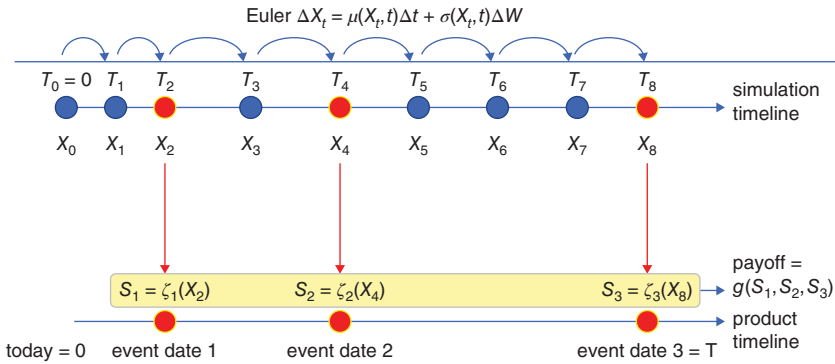 Euler ΔX_t = μ(X_t,t)Δt + σ(X_t,t)ΔW
T_0 = 0 T_1 T_2 T_3 T_4 T_5 T_6 T_7 T_8
simulation
timeline
X_0 X_1 X_2 X_3 X_4 X_5 X_6 X_7 X_8
payoff =
g(S_1,S_2,S_3)
S_1 = ζ_1(X_2) S_2 = ζ_2(X_4) S_3 = ζ_3(X_8)
product
timeline
today = 0 event date 1 event date 2 event date 3 = T